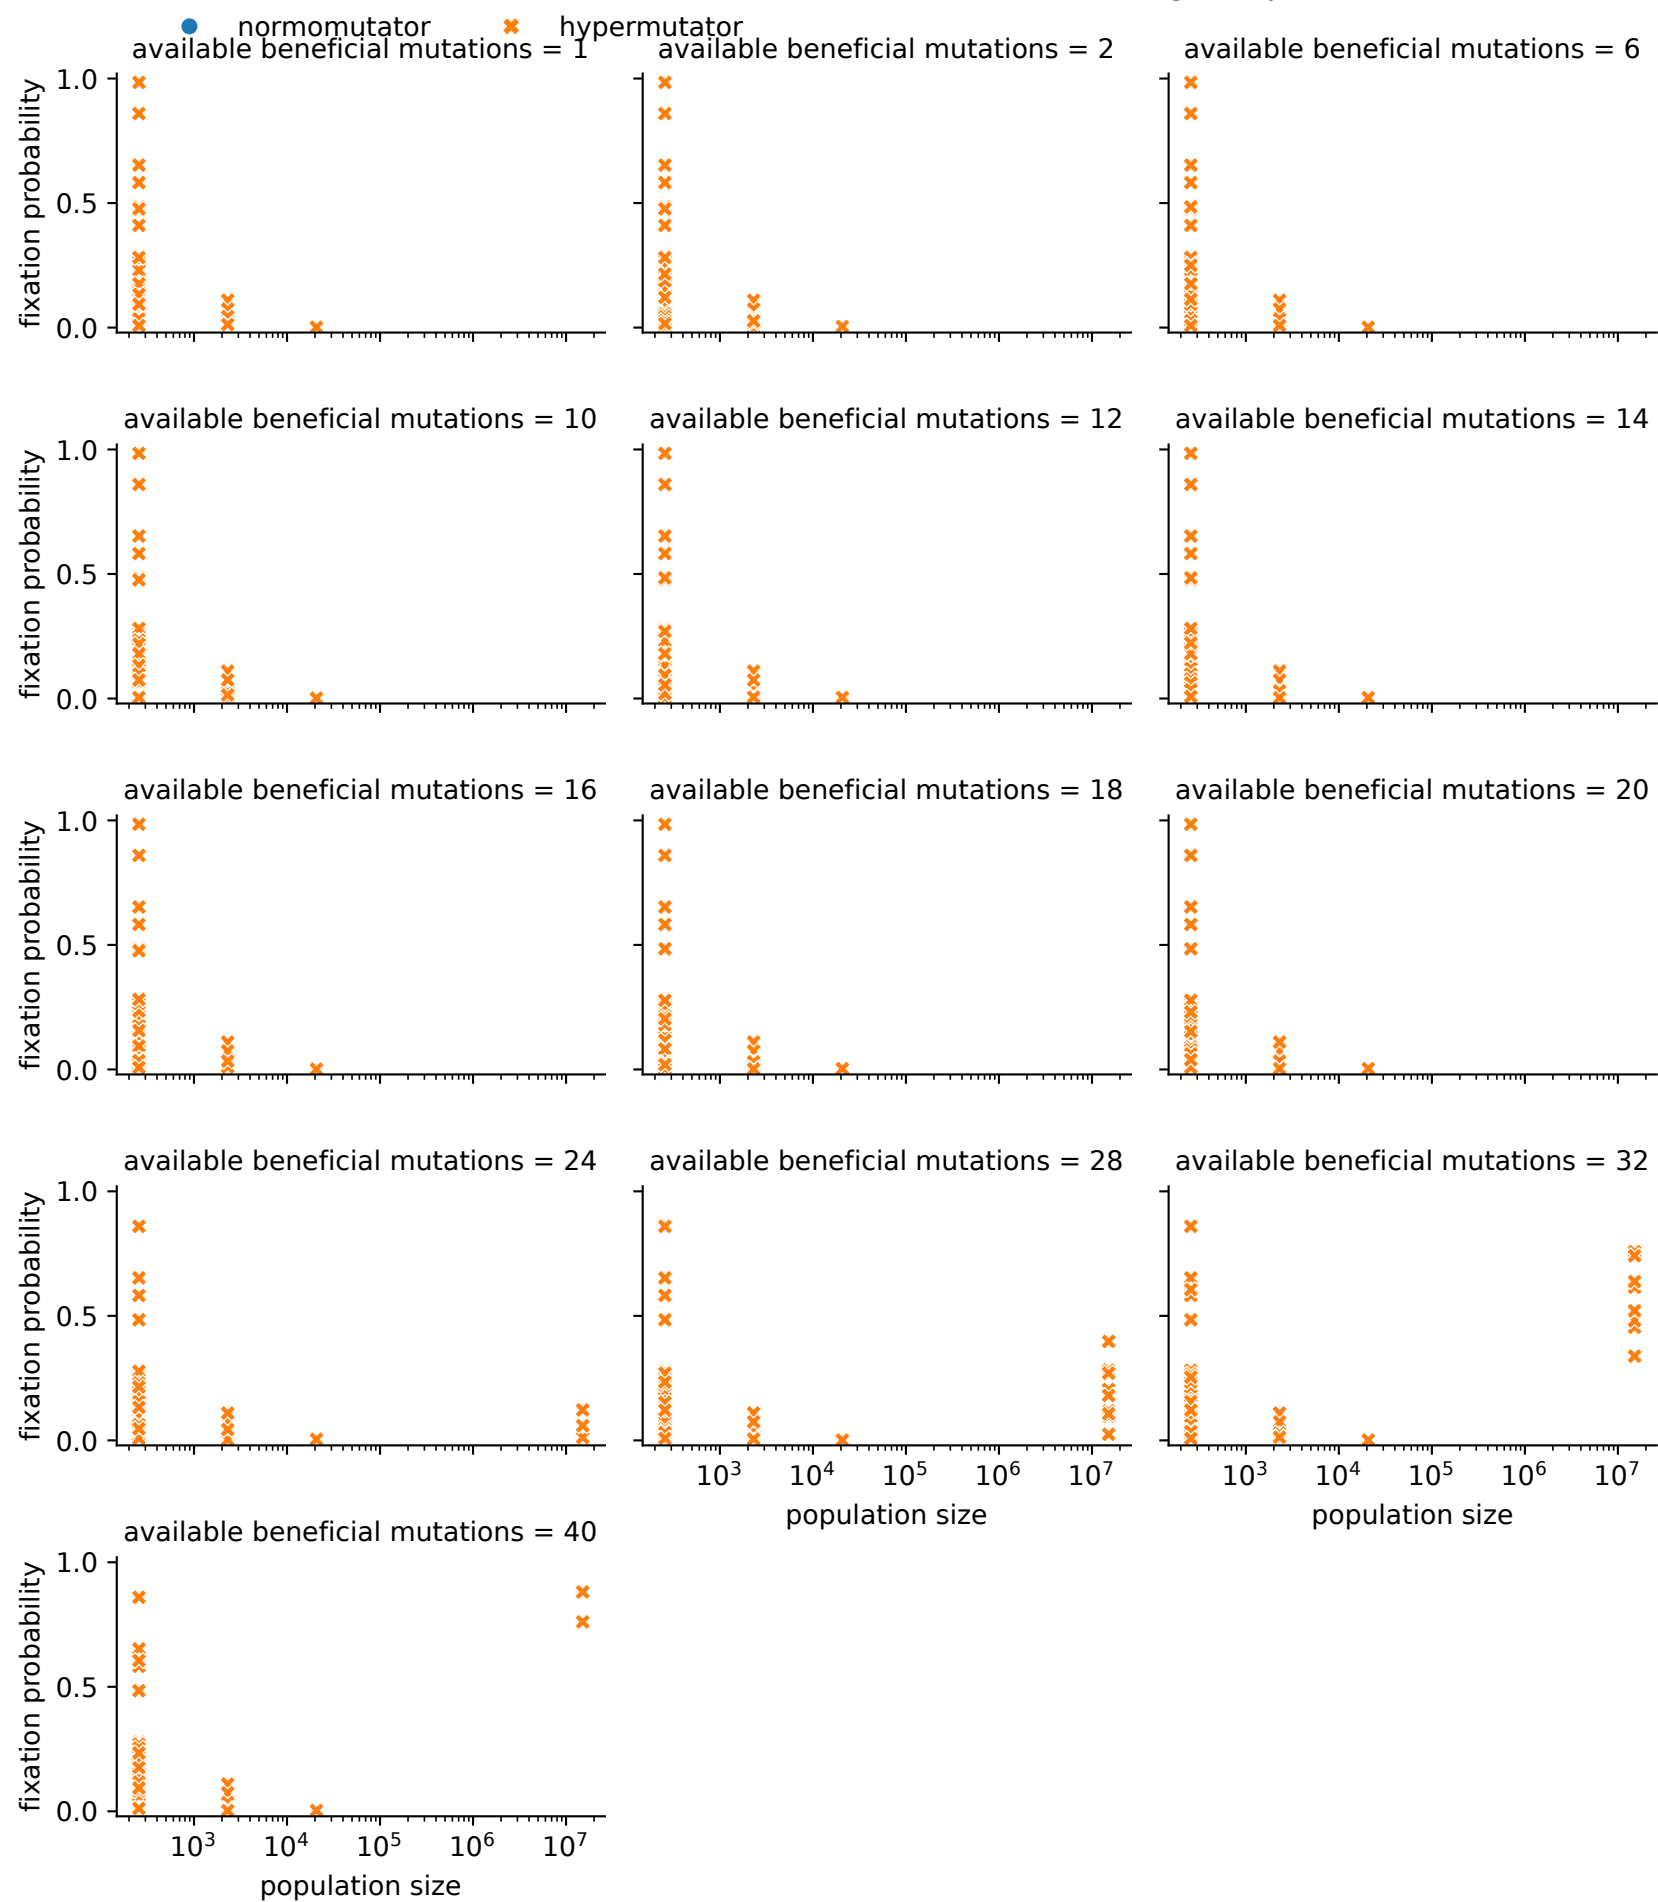 normomutator hypermutator
available beneficial mutations = 1 available beneficial mutations = 2 available beneficial mutations = 6
fixation probability
1.0
0.5
0.0
available beneficial mutations = 10 available beneficial mutations = 12 available beneficial mutations = 14
fixation probability
1.0
0.5
0.0
available beneficial mutations = 16 available beneficial mutations = 18 available beneficial mutations = 20
fixation probability
1.0
0.5
0.0
available beneficial mutations = 24 available beneficial mutations = 28 available beneficial mutations = 32
fixation probability
1.0
0.5
0.0
10³ 10⁴ 10⁵ 10⁶ 10⁷ 10³ 10⁴ 10⁵ 10⁶ 10⁷
population size population size
available beneficial mutations = 40
fixation probability
1.0
0.5
0.0
10³ 10⁴ 10⁵ 10⁶ 10⁷
population size